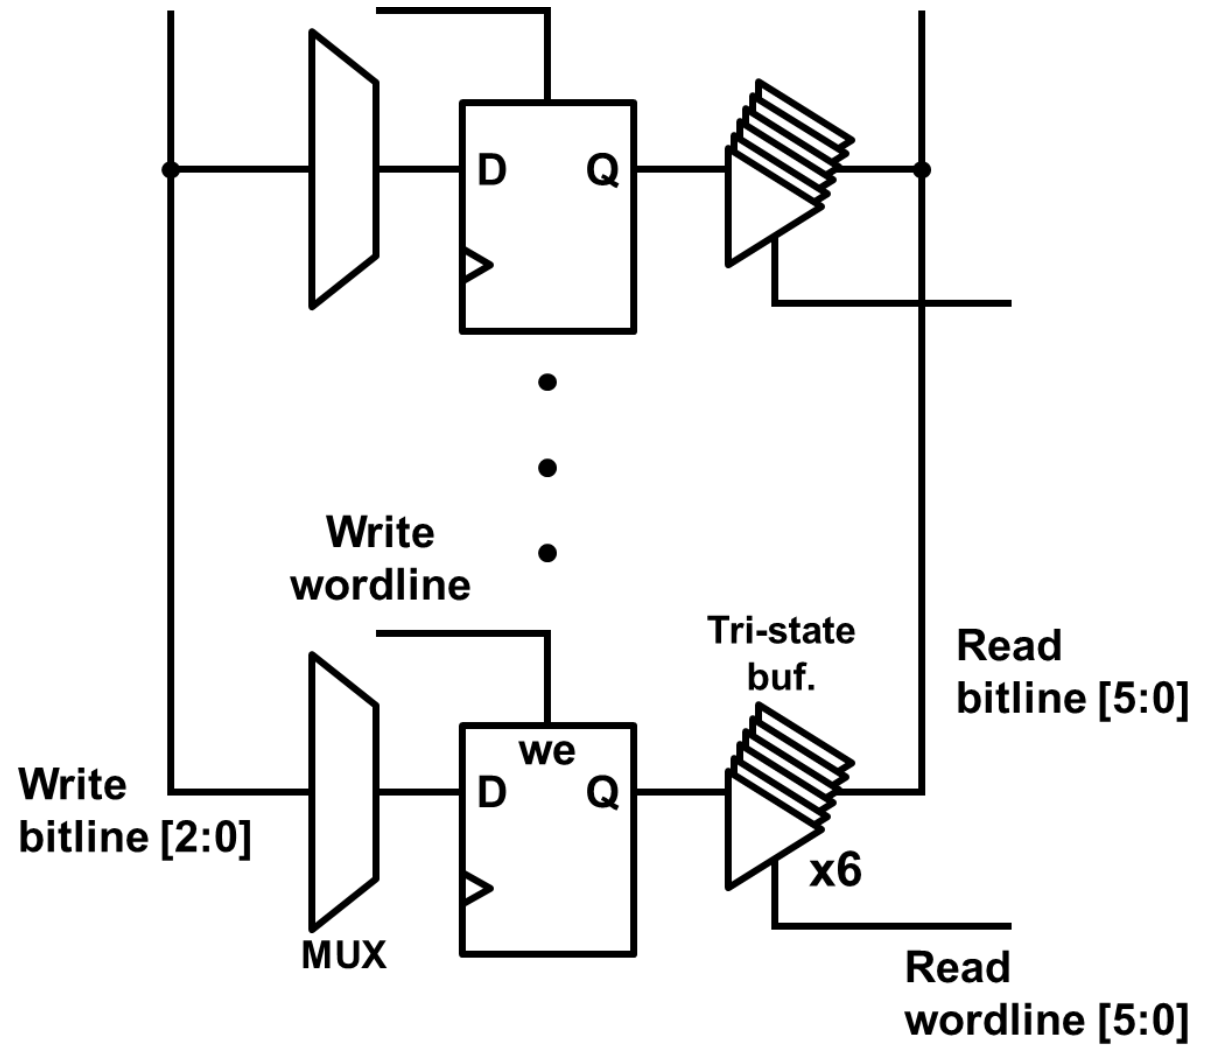 D
Q
Write
wordline
Tri-state
buf.
Read
bitline [5:0]
we
D
Q
Write
bitline [2:0]
x6
MUX
Read
wordline [5:0]